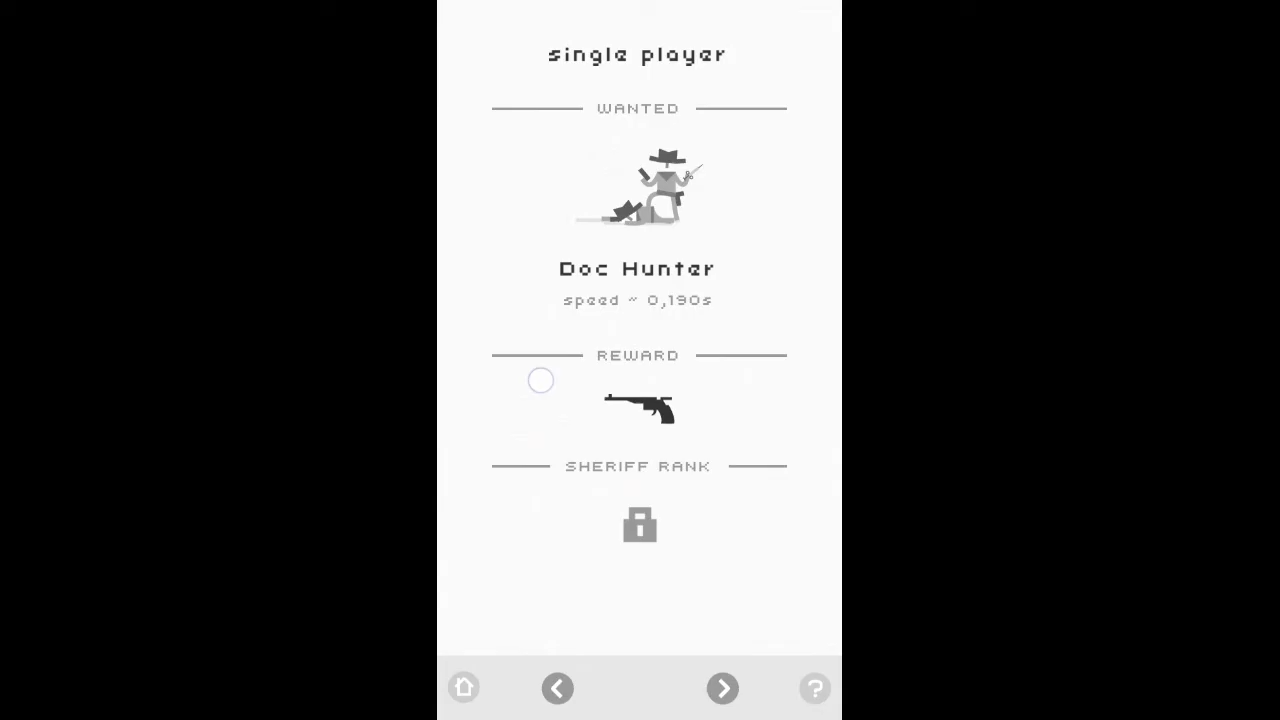 single player
WANTED
Doc Hunter
speed ~ 0,190s
REWARD
SHERIFF RANK
?